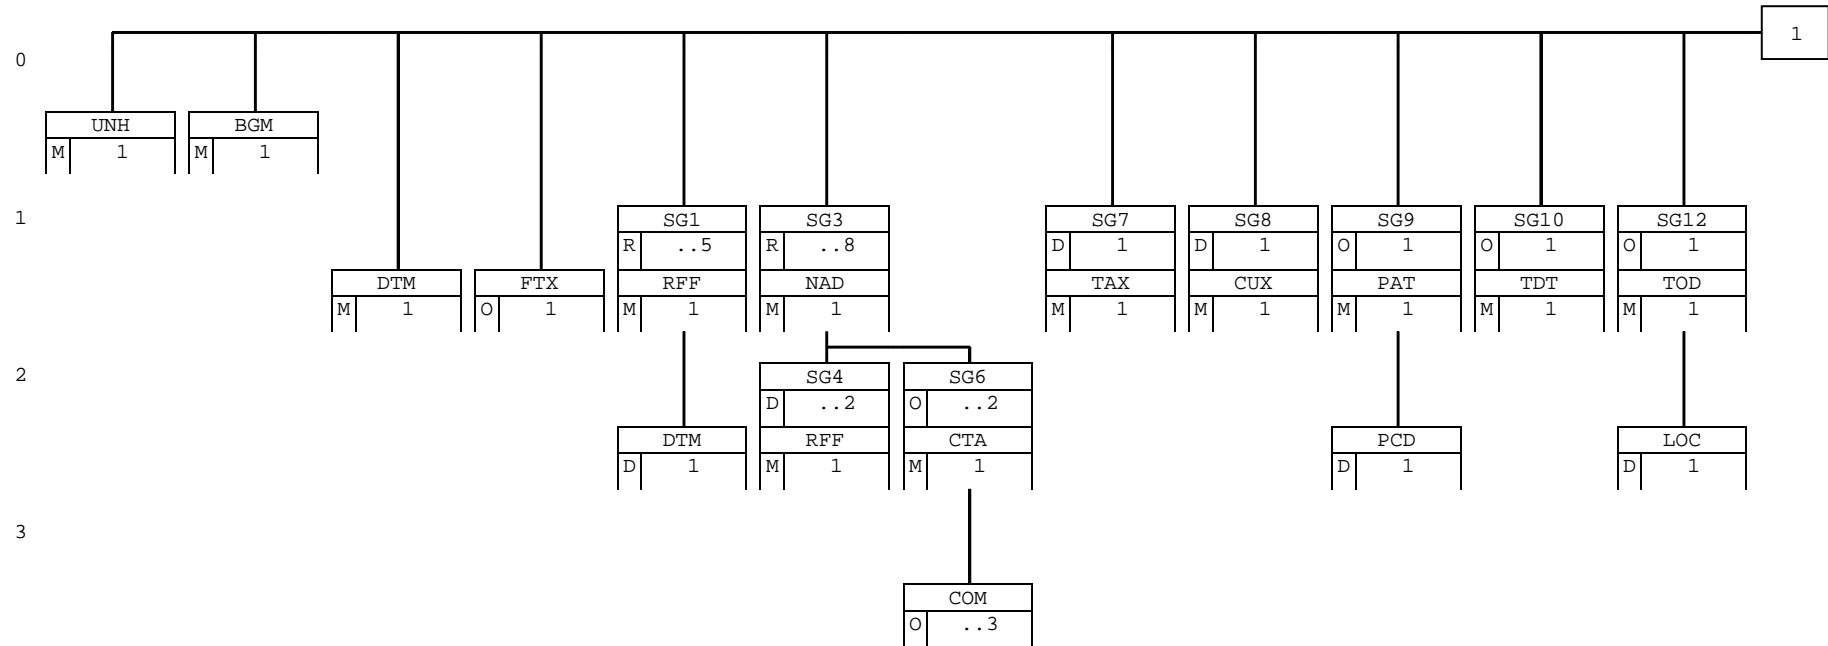 1
0
UNH BGM
M 1 M 1
1 SG1 SG3 SG7 SG8 SG9 SG10 SG12
R ..5 R ..8 D 1 D 1 O 1 O 1 O 1
DTM FTX RFF NAD TAX CUX PAT TDT TOD
M 1 O 1 M 1 M 1 M 1 M 1 M 1 M 1 M 1
2 SG4 SG6
D ..2 O ..2
DTM RFF CTA PCD LOC
D 1 M 1 M 1 D 1 D 1
3
COM
O ..3